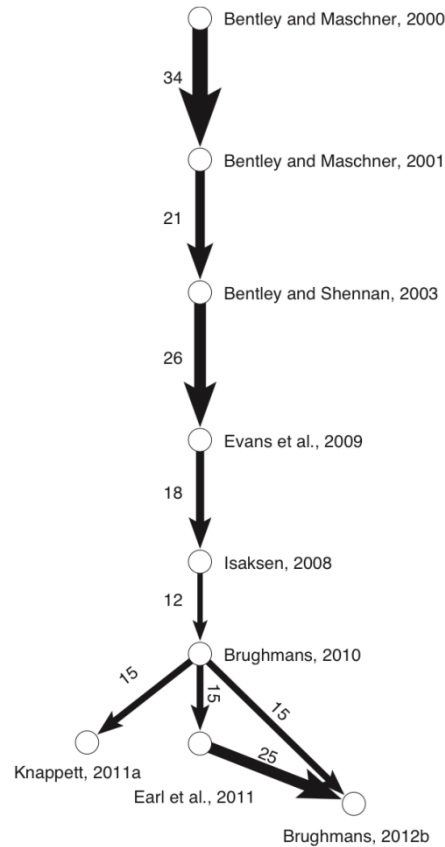 Bentley and Maschner, 2000
34
Bentley and Maschner, 2001
21
Bentley and Shennan, 2003
26
Evans et al., 2009
18
Isaksen, 2008
12
Brughmans, 2010
15
15
15
Knappett, 2011a
25
Earl et al., 2011
Brughmans, 2012b